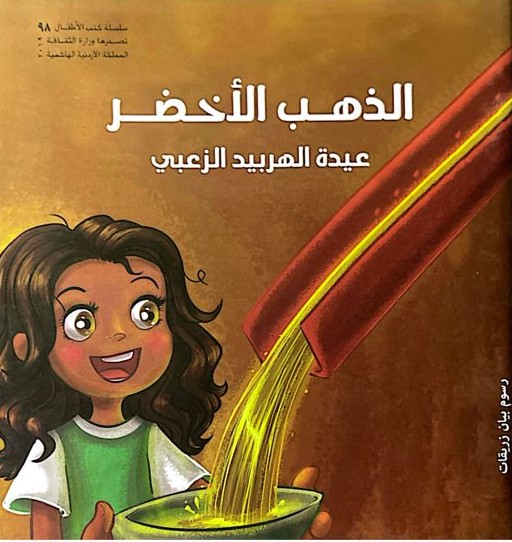 سلسلة كتب الأطفال ٩٨
تصدرها وزارة الثقافة
المملكة الأردنية الهاشمية
الذهب الأخضر
عيدة الهربيد الزعبي
رسوم بيان زريقات